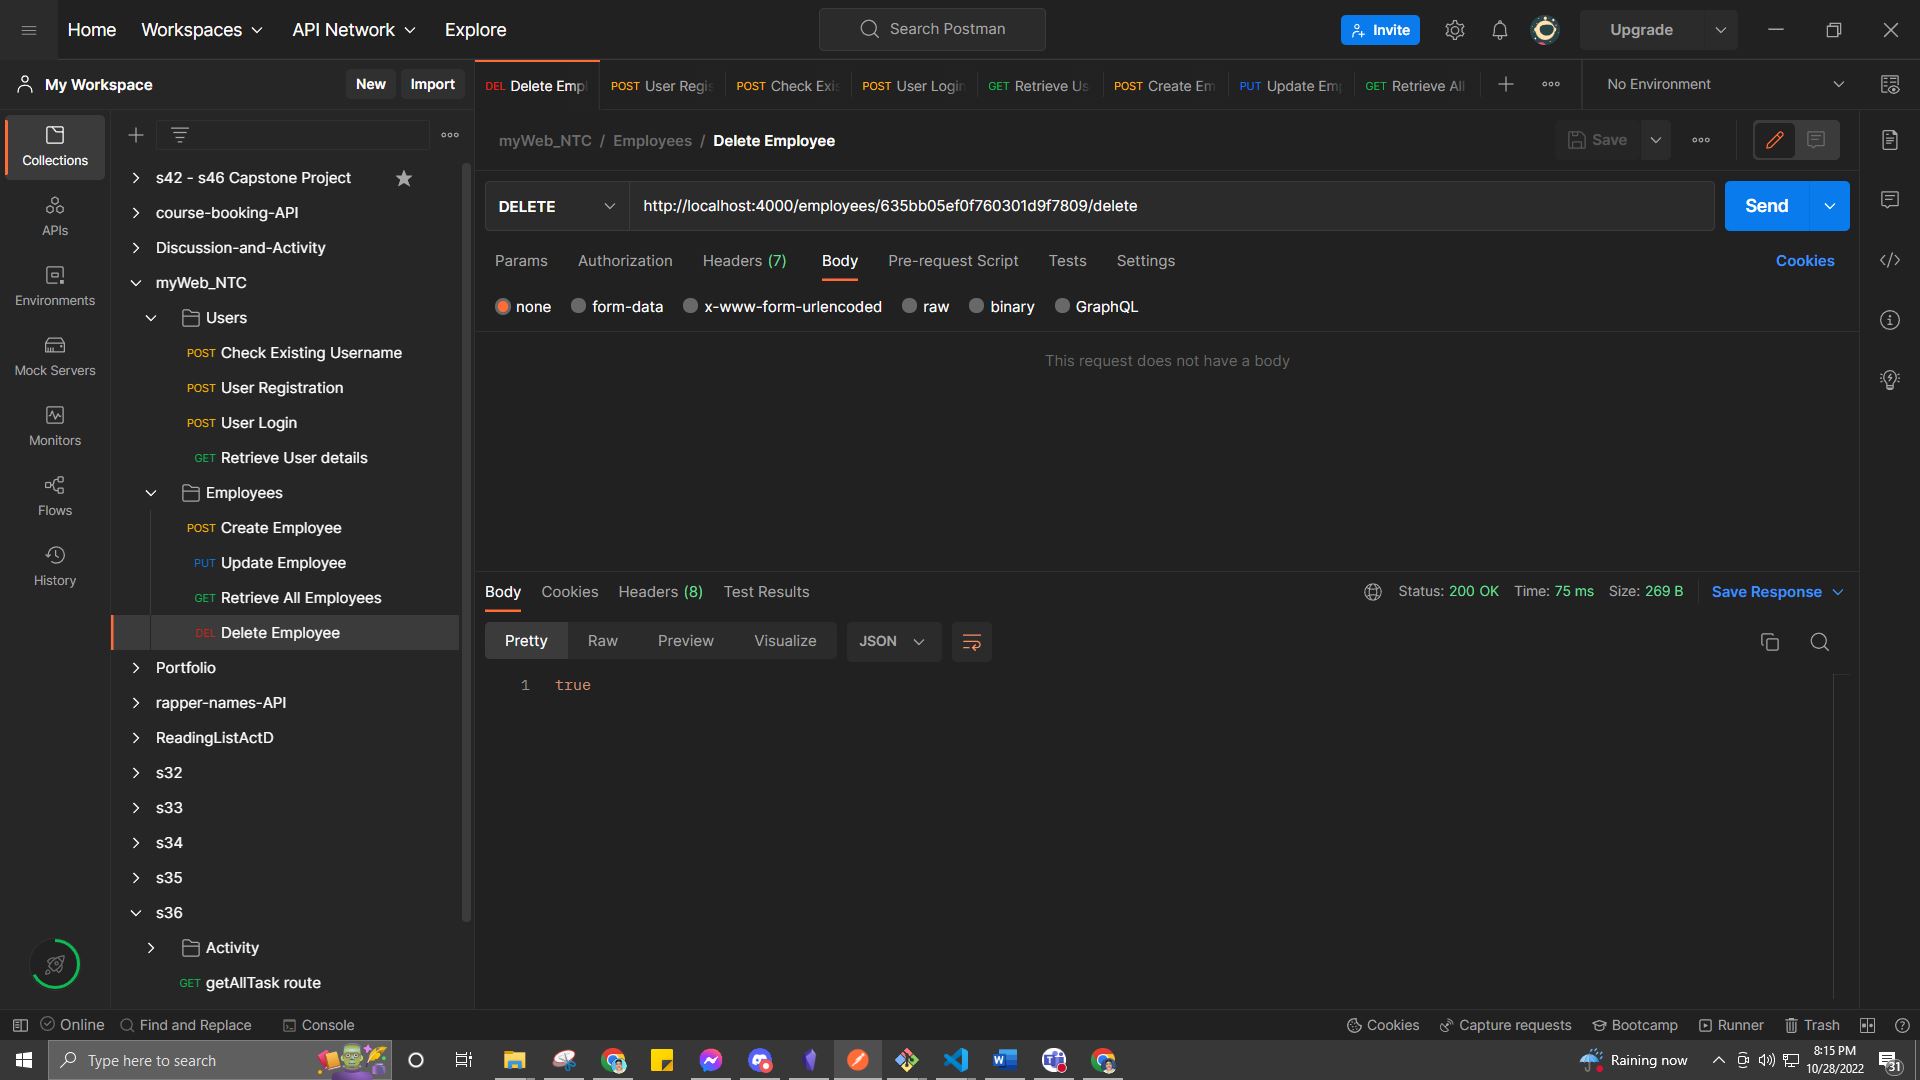 Home
Workspaces
API Network
Explore
Search Postman
Invite
Upgrade
My Workspace
New
Import
DEL Delete Empl
POST User Regis
POST Check Exis
POST User Login
GET Retrieve Us
POST Create Em
PUT Update Emp
GET Retrieve All
No Environment
Collections
APIs
Environments
Mock Servers
Monitors
Flows
History
s42 - s46 Capstone Project
course-booking-API
Discussion-and-Activity
myWeb_NTC
Users
POST Check Existing Username
POST User Registration
POST User Login
GET Retrieve User details
Employees
POST Create Employee
PUT Update Employee
GET Retrieve All Employees
DEL Delete Employee
Portfolio
rapper-names-API
ReadingListActD
s32
s33
s34
s35
s36
Activity
GET getAllTask route
myWeb_NTC / Employees / Delete Employee
Save
DELETE
http://localhost:4000/employees/635bb05ef0f760301d9f7809/delete
Send
Params
Authorization
Headers (7)
Body
Pre-request Script
Tests
Settings
Cookies
none
form-data
x-www-form-urlencoded
raw
binary
GraphQL
This request does not have a body
Body
Cookies
Headers (8)
Test Results
Status: 200 OK
Time: 75 ms
Size: 269 B
Save Response
Pretty
Raw
Preview
Visualize
JSON
1 true
Online
Find and Replace
Console
Cookies
Capture requests
Bootcamp
Runner
Trash
Type here to search
Raining now
8:15 PM
10/28/2022
31